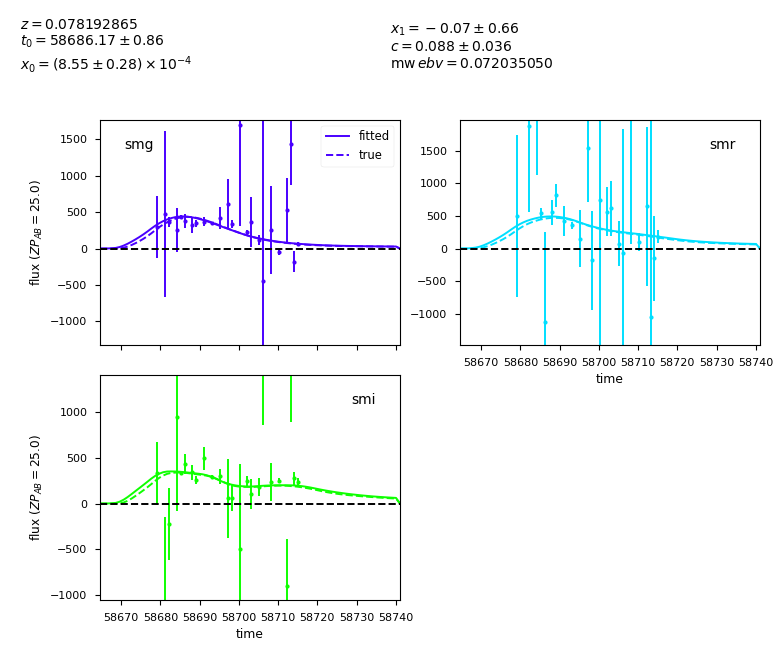 z = 0.078192865
t₀ = 58686.17 ± 0.86
x₀ = (8.55 ± 0.28) × 10⁻⁴
x₁ = −0.07 ± 0.66
c = 0.088 ± 0.036
mw ebv = 0.072035050
smg
fitted
true
1500
1000
500
0
−500
−1000
flux (ZP_AB = 25.0)
smr
1500
1000
500
0
−500
−1000
58670 58680 58690 58700 58710 58720 58730 58740
time
smi
1000
500
0
−500
−1000
flux (ZP_AB = 25.0)
58670 58680 58690 58700 58710 58720 58730 58740
time